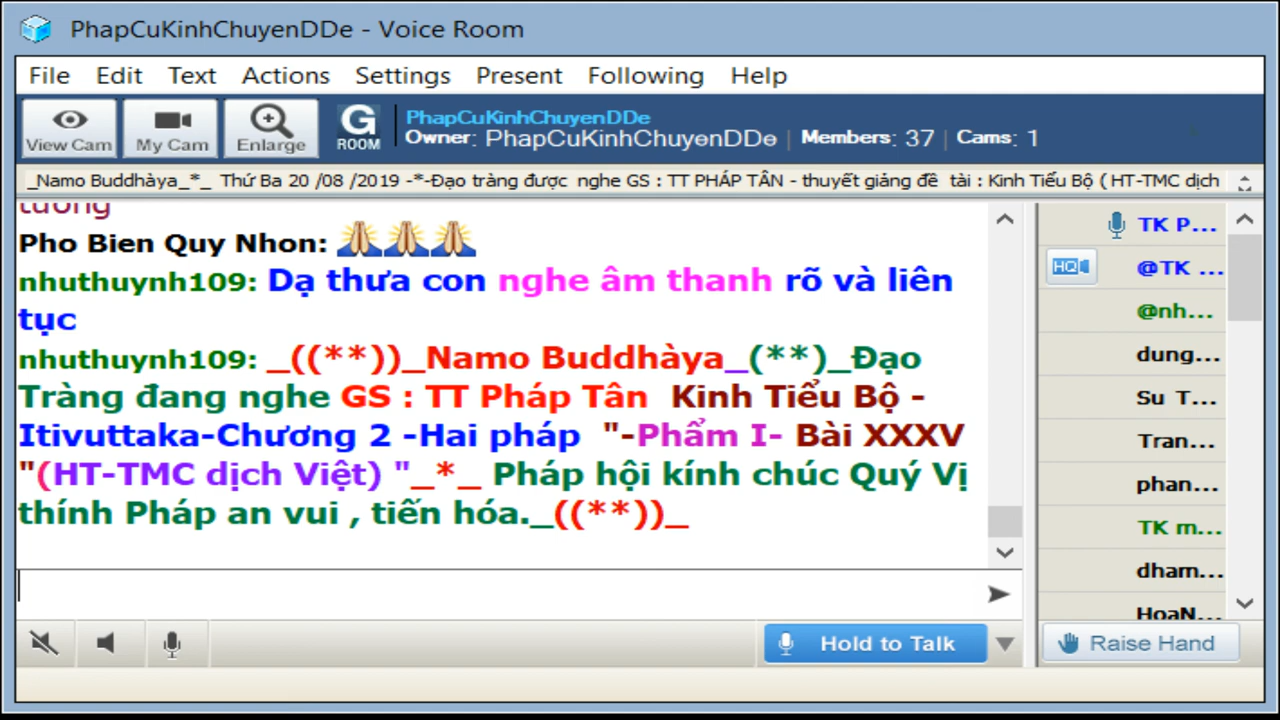 PhapCuKinhChuyenDDe - Voice Room
File Edit Text Actions Settings Present Following Help
View Cam My Cam Enlarge G ROOM
PhapCuKinhChuyenDDe
Owner: PhapCuKinhChuyenDDe | Members: 37 | Cams: 1
_Namo Buddhàya_*_ Thứ Ba 20 /08 /2019 -*-Đạo tràng được nghe GS : TT PHÁP TÂN - thuyết giảng đề tài : Kinh Tiểu Bộ ( HT-TMC dịch
Pho Bien Quy Nhon: 🙏🙏🙏
nhuthuynh109: Dạ thưa con nghe âm thanh rõ và liên
tục
nhuthuynh109: _((**))_Namo Buddhàya_(**)_Đạo
Tràng đang nghe GS : TT Pháp Tân Kinh Tiểu Bộ -
Itivuttaka-Chương 2 -Hai pháp "-Phẩm I- Bài XXXV
"(HT-TMC dịch Việt) "_*_ Pháp hội kính chúc Quý Vị
thính Pháp an vui , tiến hóa._((**))_
TK P...
HQ @TK ...
@nh...
dung...
Su T...
Tran...
phan...
TK m...
dham...
HoaN...
Hold to Talk
Raise Hand